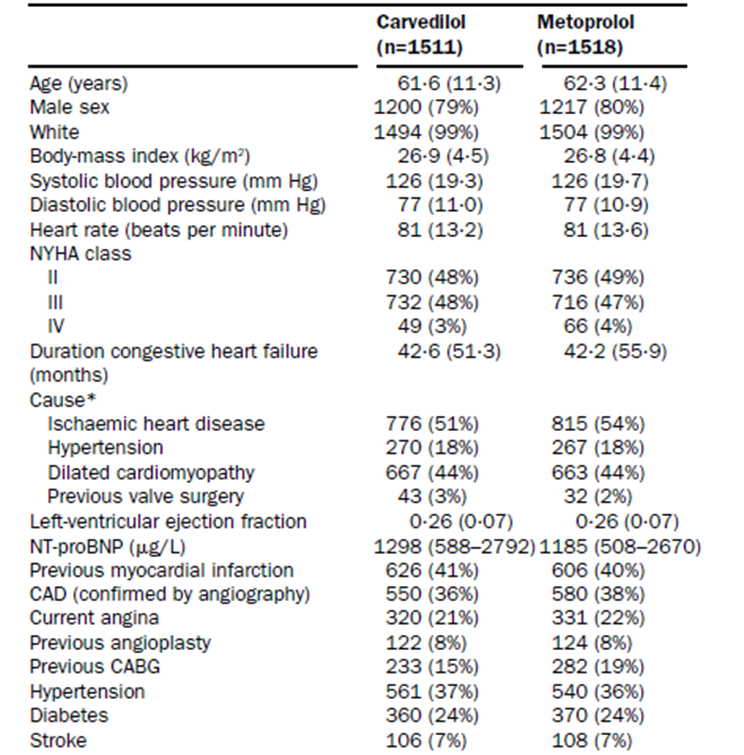 Carvedilol Metoprolol
(n=1511) (n=1518)
Age (years) 61·6 (11·3) 62·3 (11·4)
Male sex 1200 (79%) 1217 (80%)
White 1494 (99%) 1504 (99%)
Body-mass index (kg/m²) 26·9 (4·5) 26·8 (4·4)
Systolic blood pressure (mm Hg) 126 (19·3) 126 (19·7)
Diastolic blood pressure (mm Hg) 77 (11·0) 77 (10·9)
Heart rate (beats per minute) 81 (13·2) 81 (13·6)
NYHA class
II 730 (48%) 736 (49%)
III 732 (48%) 716 (47%)
IV 49 (3%) 66 (4%)
Duration congestive heart failure 42·6 (51·3) 42·2 (55·9)
(months)
Cause*
Ischaemic heart disease 776 (51%) 815 (54%)
Hypertension 270 (18%) 267 (18%)
Dilated cardiomyopathy 667 (44%) 663 (44%)
Previous valve surgery 43 (3%) 32 (2%)
Left-ventricular ejection fraction 0·26 (0·07) 0·26 (0·07)
NT-proBNP (μg/L) 1298 (588–2792) 1185 (508–2670)
Previous myocardial infarction 626 (41%) 606 (40%)
CAD (confirmed by angiography) 550 (36%) 580 (38%)
Current angina 320 (21%) 331 (22%)
Previous angioplasty 122 (8%) 124 (8%)
Previous CABG 233 (15%) 282 (19%)
Hypertension 561 (37%) 540 (36%)
Diabetes 360 (24%) 370 (24%)
Stroke 106 (7%) 108 (7%)